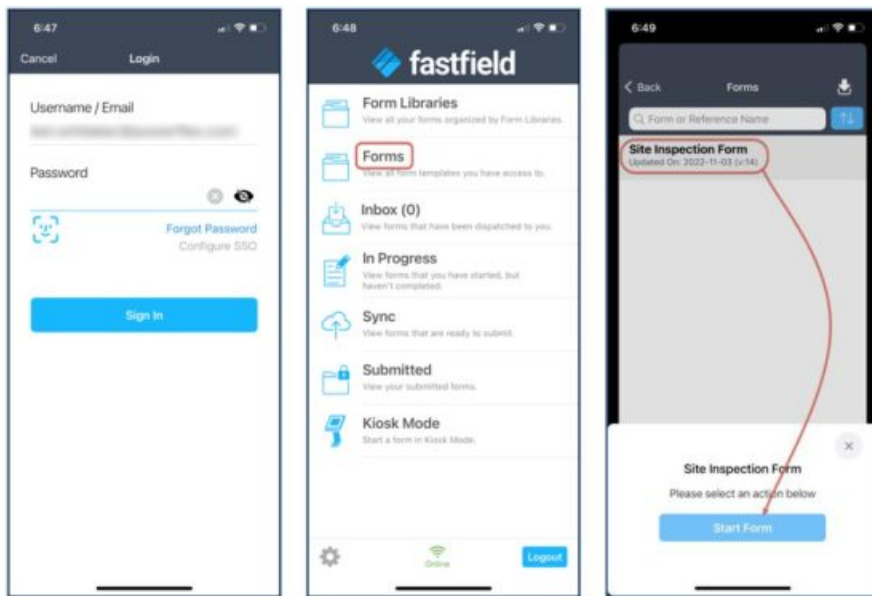 6:47
Cancel
Login
Username / Email
Password
Forgot Password
Configure SSO
Sign In
6:48
fastfield
Form Libraries
View all your forms organized by Form Libraries.
Forms
View all form templates you have access to.
Inbox (0)
View forms that have been dispatched to you.
In Progress
View forms that you have started, but
haven't completed.
Sync
View forms that are ready to submit.
Submitted
View your submitted forms.
Kiosk Mode
Start a form in Kiosk Mode.
Online
Logout
6:49
Back
Forms
Form or Reference Name
Site Inspection Form
Updated On: 2022-11-03 (v:14)
Site Inspection Form
Please select an action below
Start Form